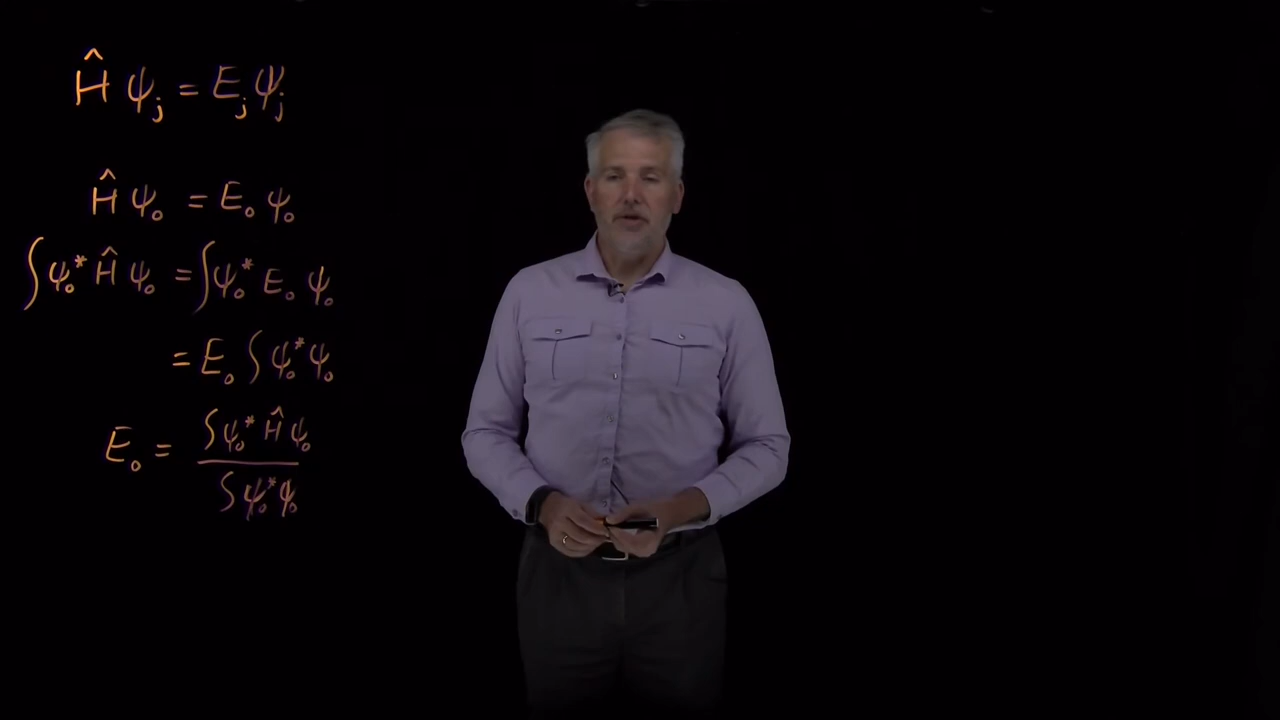 Ĥ ψⱼ = Eⱼ ψⱼ
Ĥ ψ₀ = E₀ ψ₀
∫ψ₀* Ĥ ψ₀ = ∫ψ₀* E₀ ψ₀
= E₀ ∫ψ₀* ψ₀
E₀ = ∫ψ₀* Ĥ ψ₀ / ∫ψ₀* ψ₀